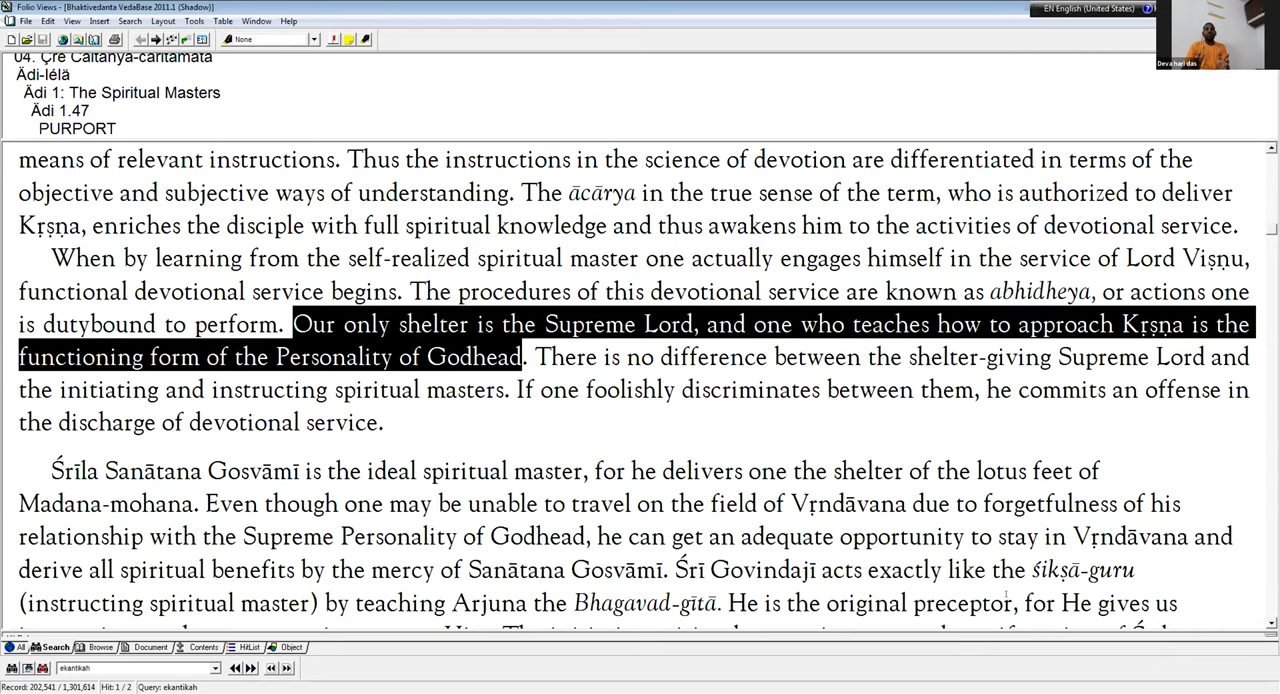 Folio Views - [Bhaktivedanta VedaBase 2011.1 (Shadow)]
EN English (United States)
File Edit View Insert Search Layout Tools Table Window Help
None
Deva hari das
04. Çré Caitanya-caritämåta
Ädi-lélä
Ädi 1: The Spiritual Masters
Ädi 1.47
PURPORT
means of relevant instructions. Thus the instructions in the science of devotion are differentiated in terms of the
objective and subjective ways of understanding. The ācārya in the true sense of the term, who is authorized to deliver
Kṛṣṇa, enriches the disciple with full spiritual knowledge and thus awakens him to the activities of devotional service.
When by learning from the self-realized spiritual master one actually engages himself in the service of Lord Viṣṇu,
functional devotional service begins. The procedures of this devotional service are known as abhidheya, or actions one
is dutybound to perform. Our only shelter is the Supreme Lord, and one who teaches how to approach Kṛṣṇa is the
functioning form of the Personality of Godhead. There is no difference between the shelter-giving Supreme Lord and
the initiating and instructing spiritual masters. If one foolishly discriminates between them, he commits an offense in
the discharge of devotional service.
Śrīla Sanātana Gosvāmī is the ideal spiritual master, for he delivers one the shelter of the lotus feet of
Madana-mohana. Even though one may be unable to travel on the field of Vṛndāvana due to forgetfulness of his
relationship with the Supreme Personality of Godhead, he can get an adequate opportunity to stay in Vṛndāvana and
derive all spiritual benefits by the mercy of Sanātana Gosvāmī. Śrī Govindajī acts exactly like the śikṣā-guru
(instructing spiritual master) by teaching Arjuna the Bhagavad-gītā. He is the original preceptor, for He gives us
All Search Browse Document Contents HitList Object
ekantikah
Record: 202,541 / 1,301,614 Hit: 1 / 2 Query: ekantikah